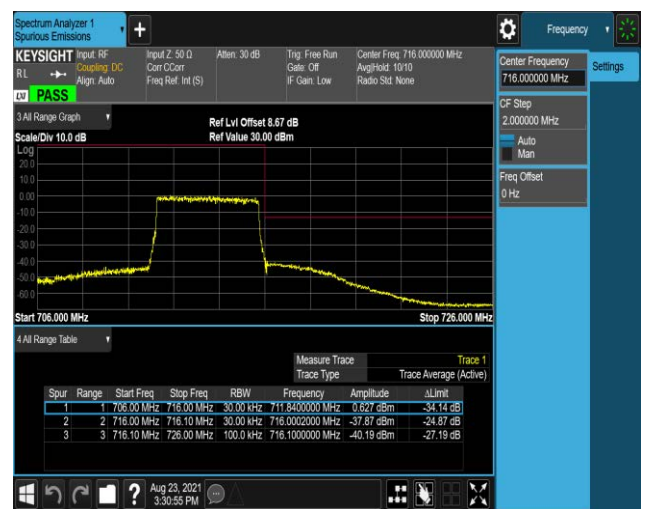 Spectrum Analyzer 1
Spurious Emissions
+
Frequency
KEYSIGHT
RL
LXI PASS
Input: RF
Coupling: DC
Align: Auto
Input Z: 50 Ω
Corr CCorr
Freq Ref: Int (S)
Atten: 30 dB
Trig: Free Run
Gate: Off
IF Gain: Low
Center Freq: 716.000000 MHz
Avg|Hold: 10/10
Radio Std: None
Center Frequency
716.000000 MHz
Settings
CF Step
2.000000 MHz
Auto
Man
Freq Offset
0 Hz
3 All Range Graph
Scale/Div 10.0 dB
Ref Lvl Offset 8.67 dB
Ref Value 30.00 dBm
Log
20.0
10.0
0.00
-10.0
-20.0
-30.0
-40.0
-50.0
-60.0
Start 706.000 MHz
Stop 726.000 MHz
4 All Range Table
Measure Trace Trace 1
Trace Type Trace Average (Active)
Spur Range Start Freq Stop Freq RBW Frequency Amplitude ΔLimit
1 1 706.00 MHz 716.00 MHz 30.00 kHz 711.8400000 MHz 0.627 dBm -34.14 dB
2 2 716.00 MHz 716.10 MHz 30.00 kHz 716.0002000 MHz -37.87 dBm -24.87 dB
3 3 716.10 MHz 726.00 MHz 100.0 kHz 716.1000000 MHz -40.19 dBm -27.19 dB
?
Aug 23, 2021
3:30:55 PM